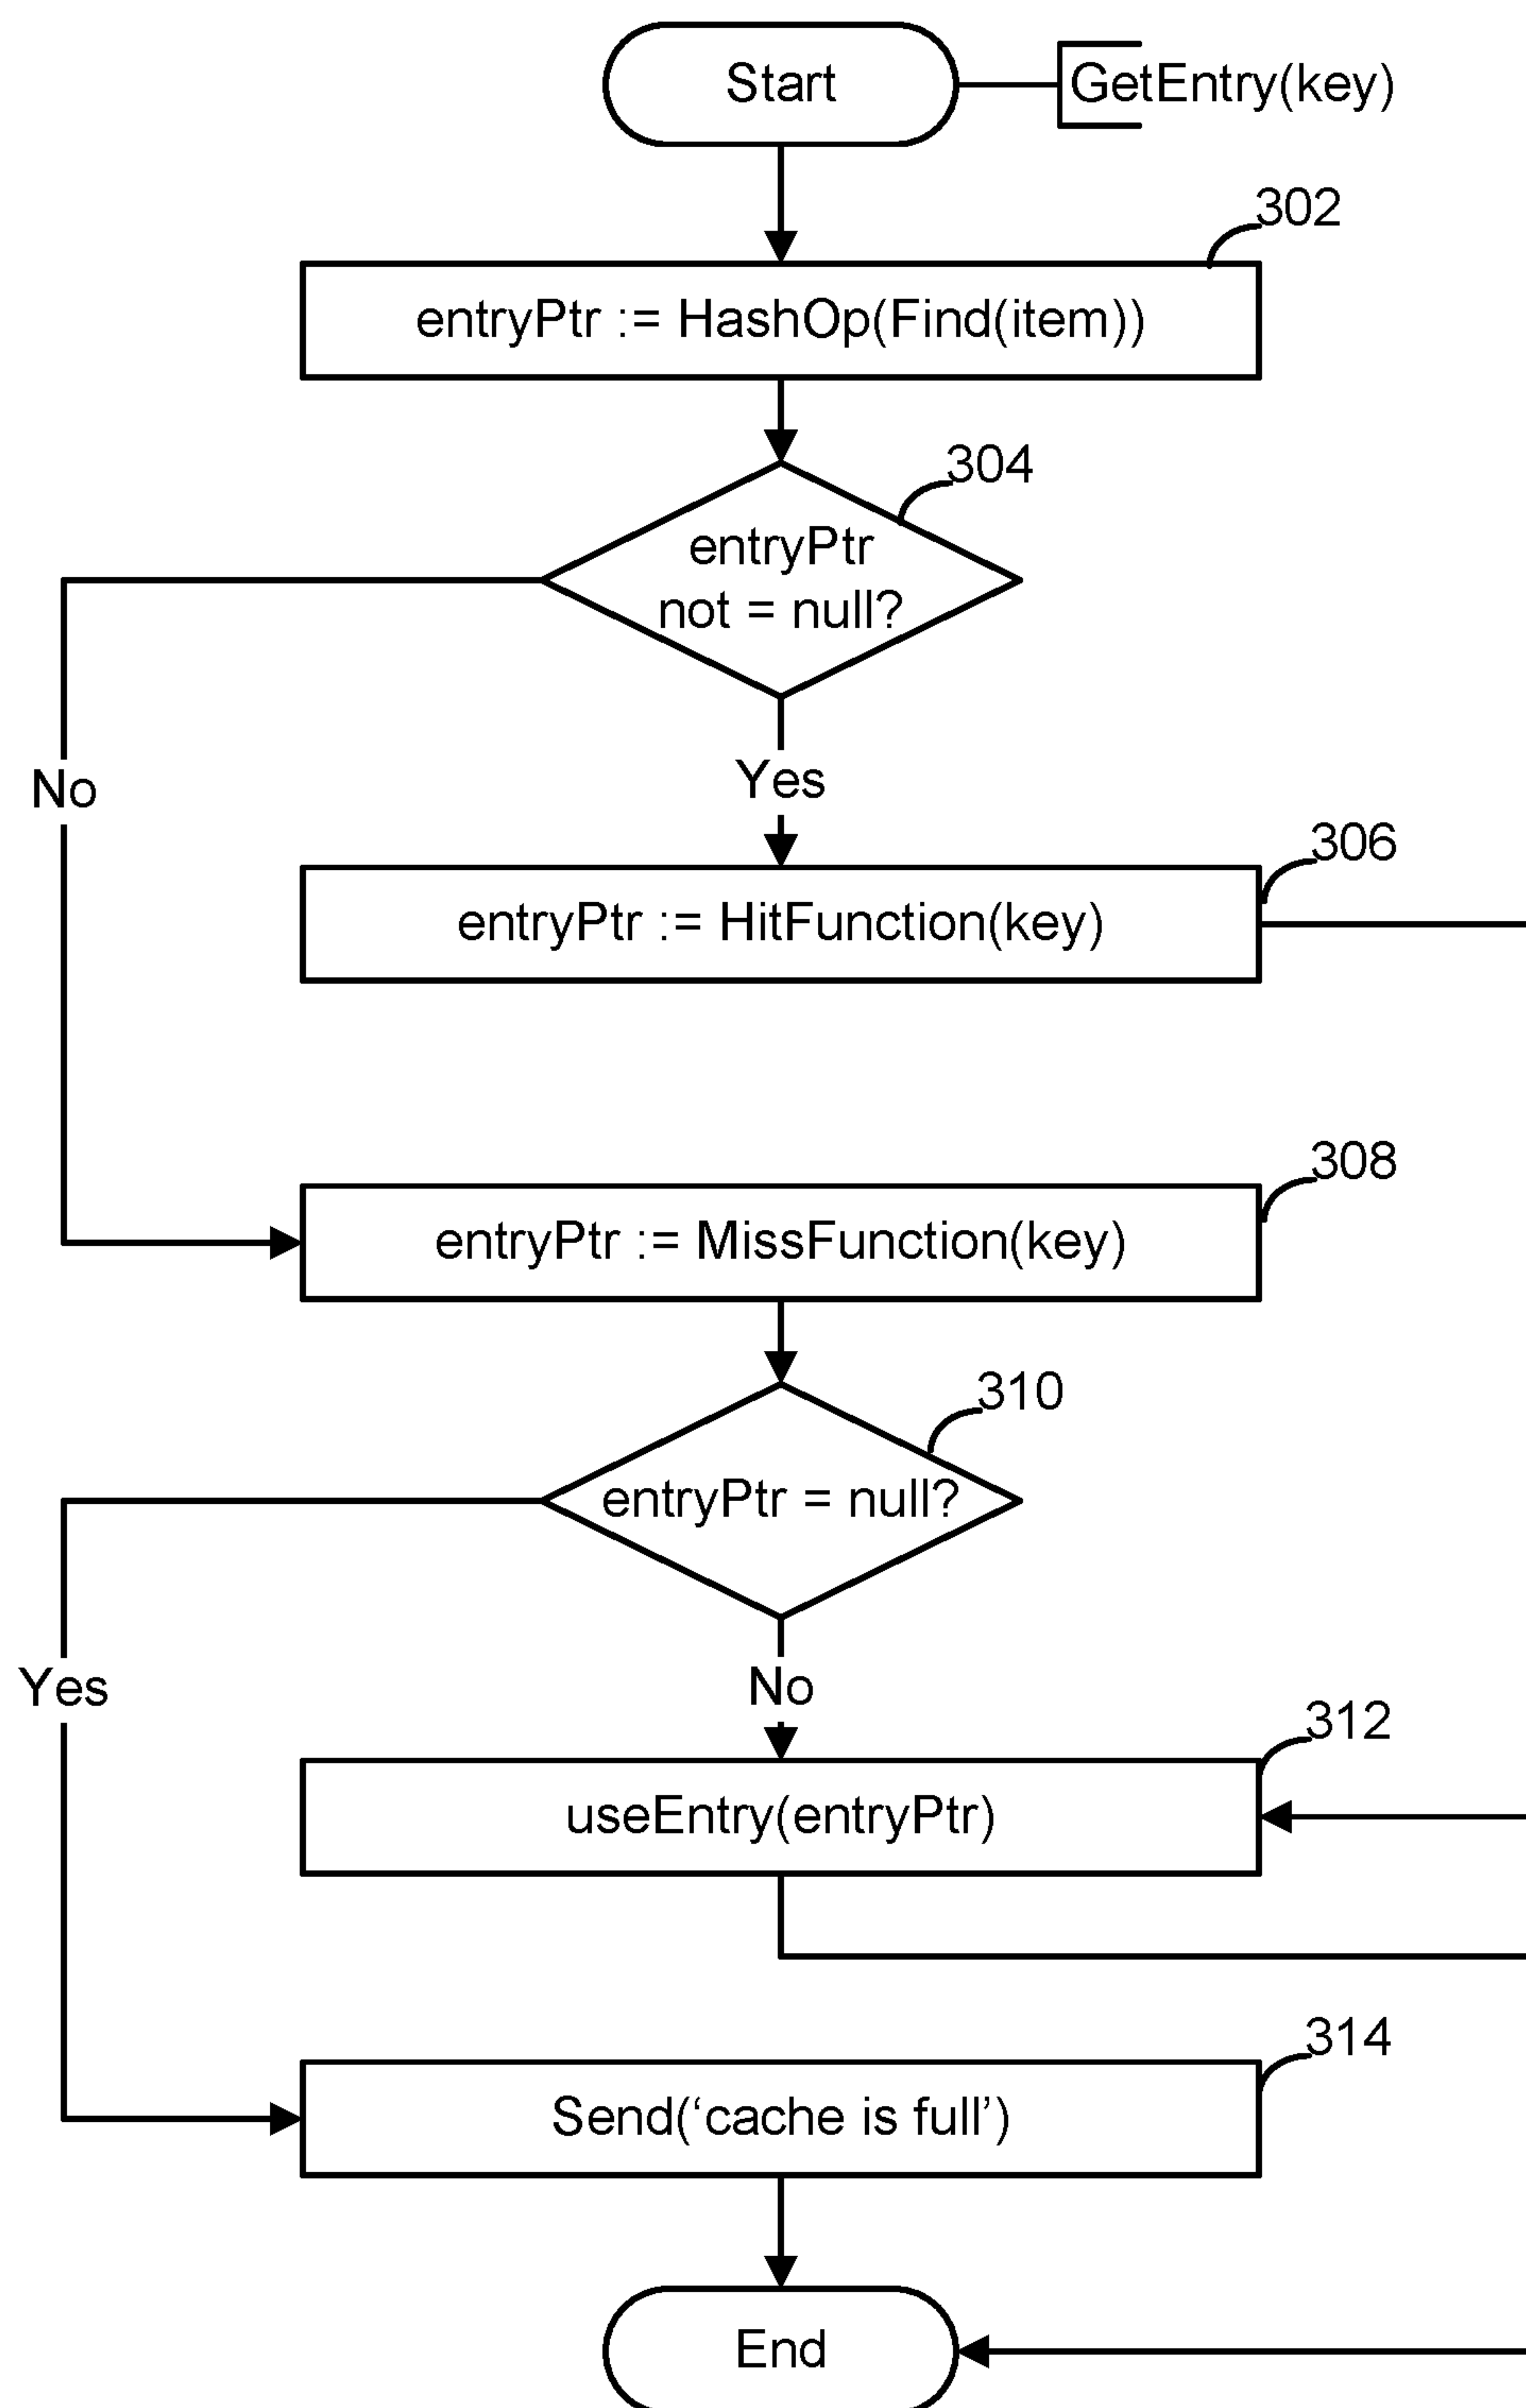 Start
GetEntry(key)
302
entryPtr := HashOp(Find(item))
304
entryPtr
not = null?
No
Yes
306
entryPtr := HitFunction(key)
308
entryPtr := MissFunction(key)
310
entryPtr = null?
Yes
No
312
useEntry(entryPtr)
314
Send(‘cache is full’)
End